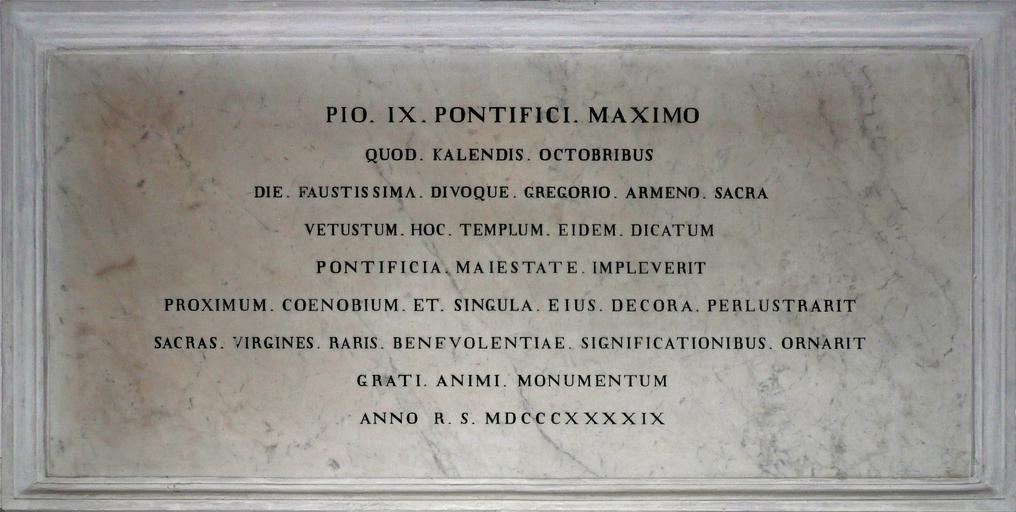 PIO. IX. PONTIFICI. MAXIMO
QUOD. KALENDIS. OCTOBRIBUS
DIE. FAUSTISSIMA. DIVOQUE. GREGORIO. ARMENO. SACRA
VETUSTUM. HOC. TEMPLUM. EIDEM. DICATUM
PONTIFICIA. MAIESTATE. IMPLEVERIT
PROXIMUM. COENOBIUM. ET. SINGULA. EIUS. DECORA. PERLUSTRARIT
SACRAS. VIRGINES. RARIS. BENEVOLENTIAE. SIGNIFICATIONIBUS. ORNARIT
GRATI. ANIMI. MONUMENTUM
ANNO R. S. MDCCCXXXXIX